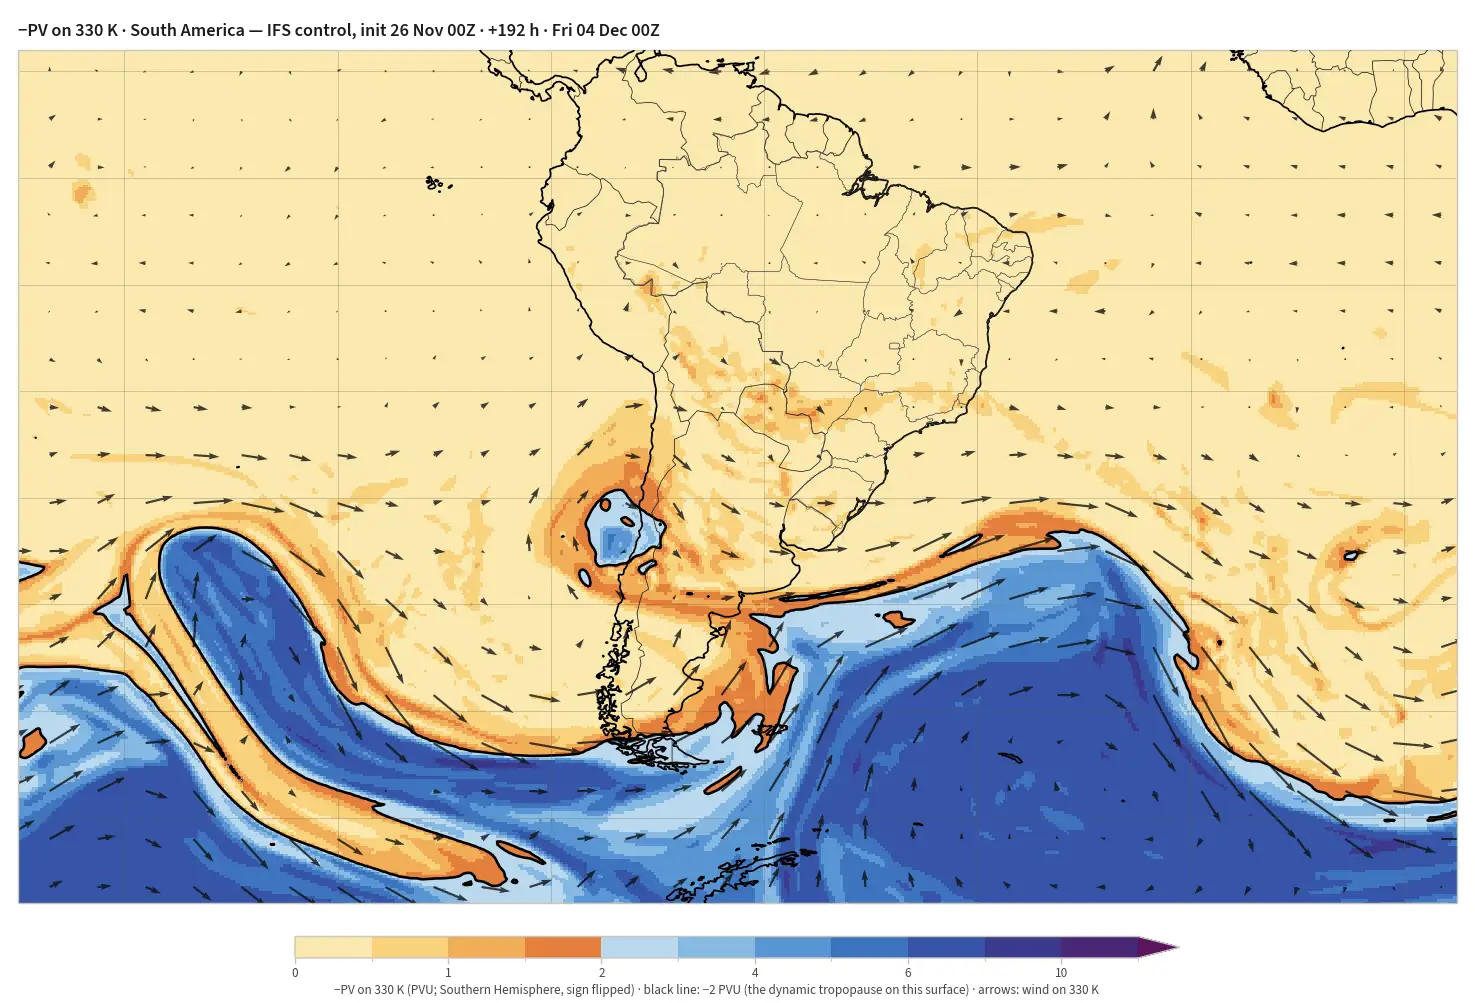 −PV on 330 K · South America — IFS control, init 26 Nov 00Z · +192 h · Fri 04 Dec 00Z
0 1 2 4 6 10
−PV on 330 K (PVU; Southern Hemisphere, sign flipped) · black line: −2 PVU (the dynamic tropopause on this surface) · arrows: wind on 330 K